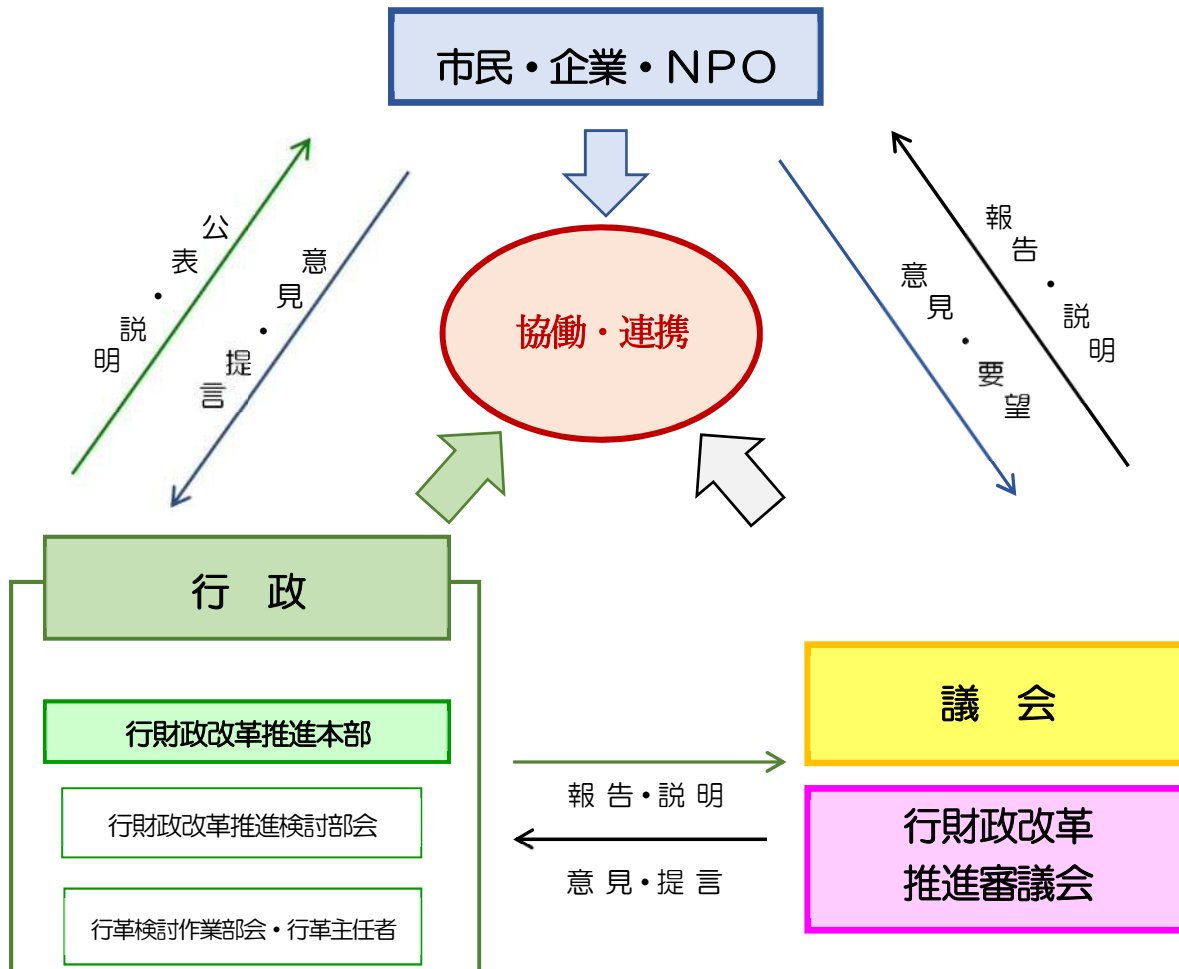 市民・企業・NPO
公表・説明
意見・提言
協働・連携
意見・要望
報告・説明
行 政
行財政改革推進本部
行財政改革推進検討部会
行革検討作業部会・行革主任者
報告・説明
意見・提言
議 会
行財政改革
推進審議会